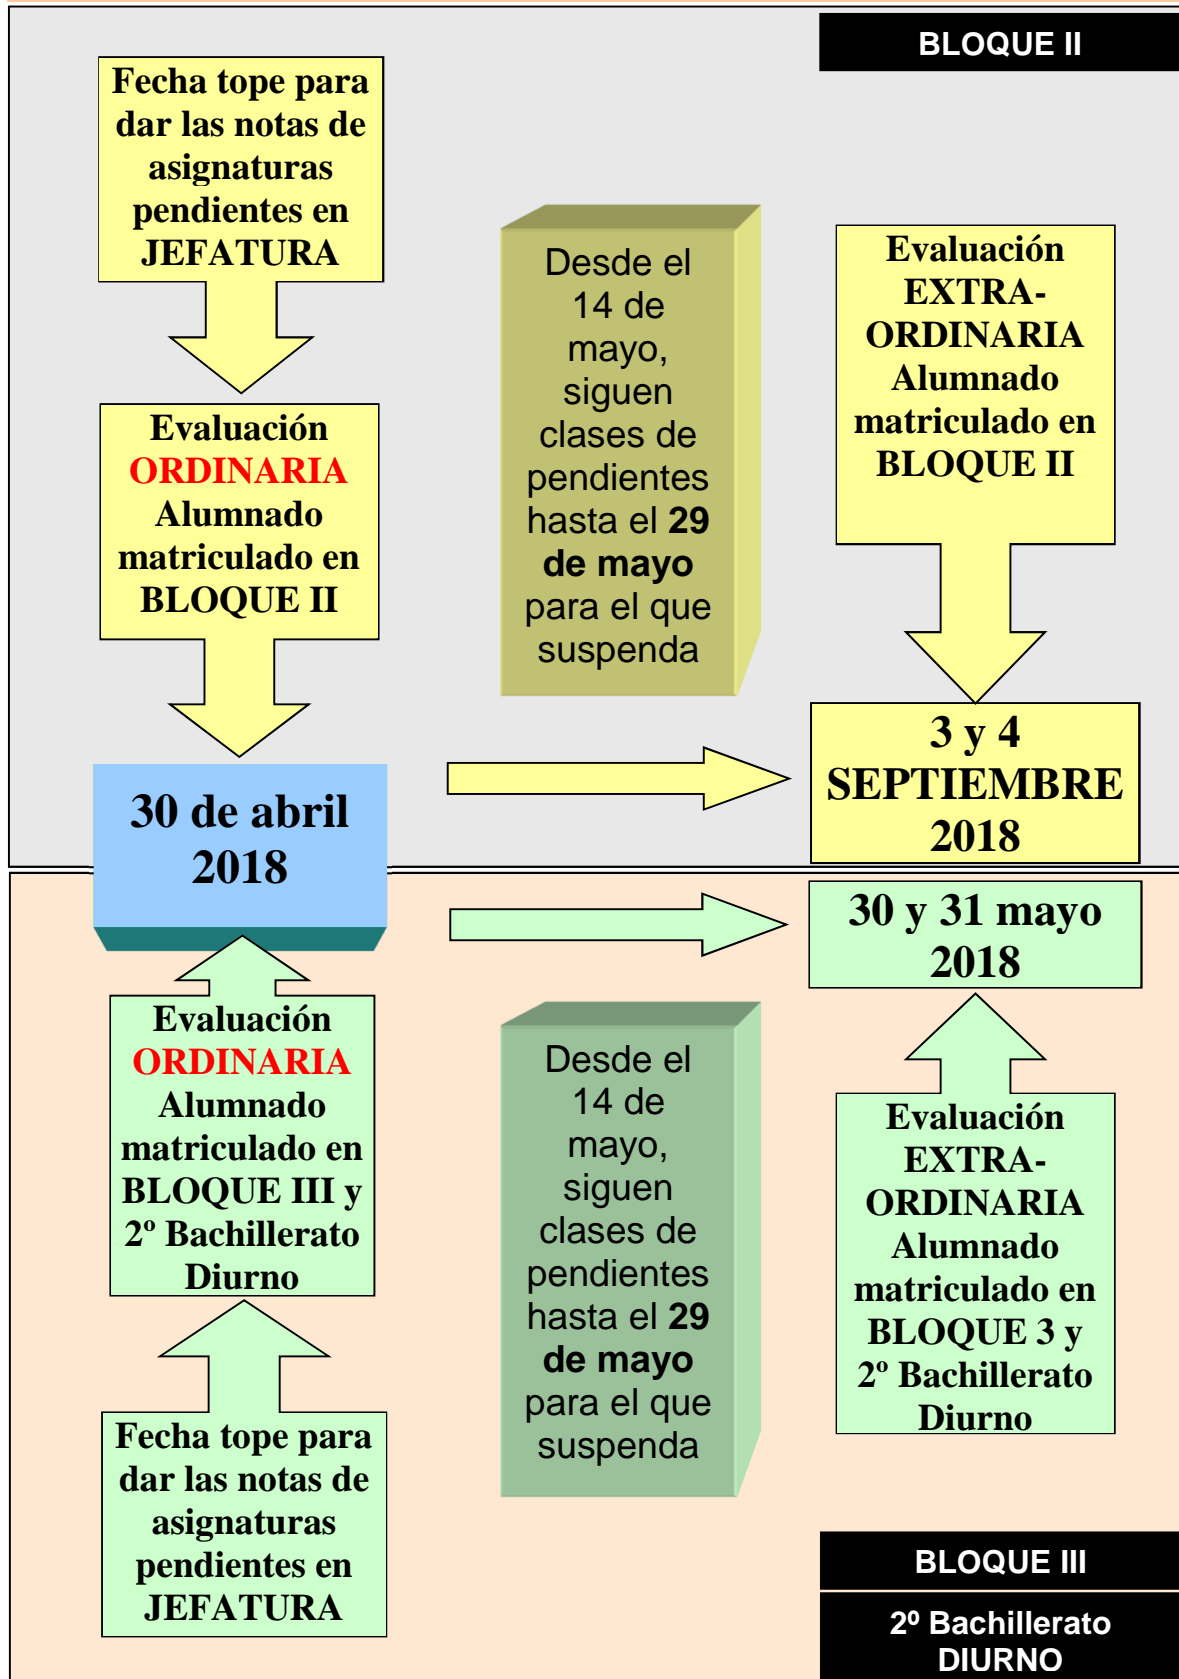 BLOQUE II
Fecha tope para
dar las notas de
asignaturas
pendientes en
JEFATURA
Evaluación
ORDINARIA
Alumnado
matriculado en
BLOQUE II
Desde el
14 de
mayo,
siguen
clases de
pendientes
hasta el 29
de mayo
para el que
suspenda
Evaluación
EXTRA-
ORDINARIA
Alumnado
matriculado en
BLOQUE II
30 de abril
2018
3 y 4
SEPTIEMBRE
2018
30 y 31 mayo
2018
Evaluación
ORDINARIA
Alumnado
matriculado en
BLOQUE III y
2º Bachillerato
Diurno
Fecha tope para
dar las notas de
asignaturas
pendientes en
JEFATURA
Desde el
14 de
mayo,
siguen
clases de
pendientes
hasta el 29
de mayo
para el que
suspenda
Evaluación
EXTRA-
ORDINARIA
Alumnado
matriculado en
BLOQUE 3 y
2º Bachillerato
Diurno
BLOQUE III
2º Bachillerato
DIURNO